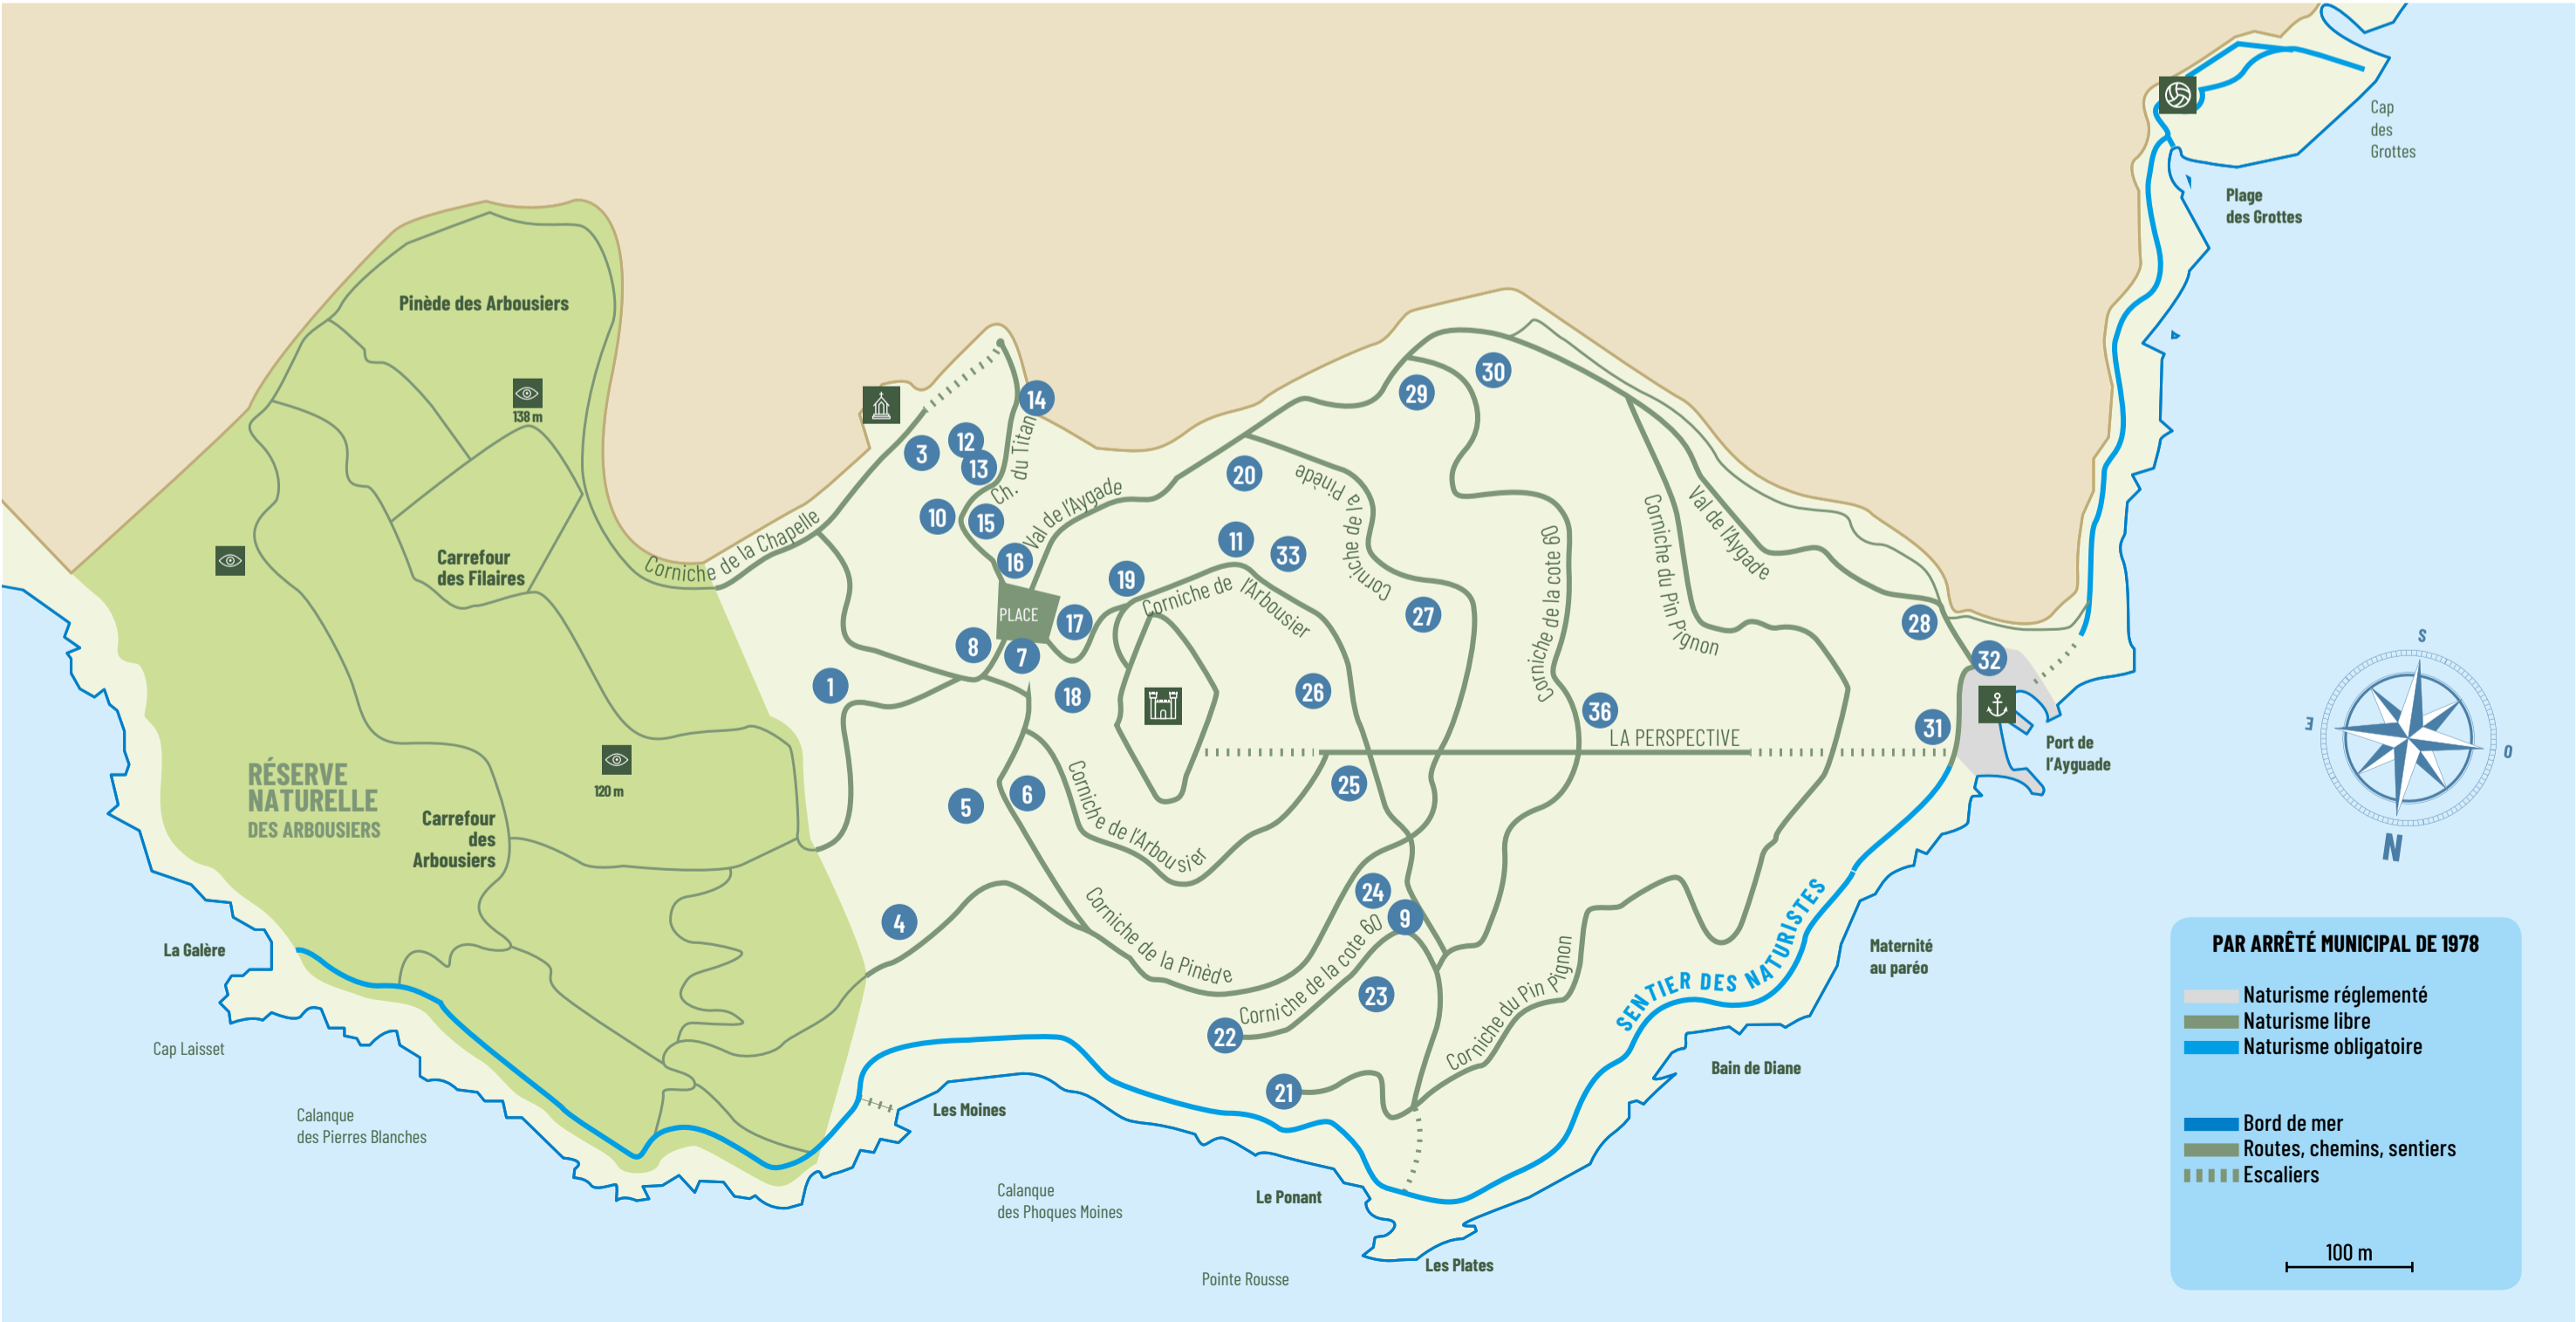 Cap
des
Grottes
Plage
des Grottes
Pinède des Arbousiers
138 m
Carrefour
des Filaires
RÉSERVE
NATURELLE
DES ARBOUSIERS
120 m
Carrefour
des
Arbousiers
Corniche de la Chapelle
14
3
12
13
10
15
Ch. du Titan
16
Val de l'Aygade
PLACE
17
8
7
1
18
19
20
11
33
Corniche de l'Arbousier
Corniche de la Pinède
29
30
27
26
Corniche de la cote 60
Corniche du Pin Pignon
Val de l'Aygade
28
32
31
36
LA PERSPECTIVE
Port de
l'Ayguade
5
6
25
Corniche de l'Arbousier
4
24
9
Corniche de la Pinède
Corniche de la cote 60
23
22
21
Corniche du Pin Pignon
SENTIER DES NATURISTES
Maternité
au paréo
Bain de Diane
La Galère
Cap Laisset
Calanque
des Pierres Blanches
Les Moines
Calanque
des Phoques Moines
Le Ponant
Les Plates
Pointe Rousse
S
E
O
N
PAR ARRÊTÉ MUNICIPAL DE 1978
Naturisme réglementé
Naturisme libre
Naturisme obligatoire
Bord de mer
Routes, chemins, sentiers
Escaliers
100 m